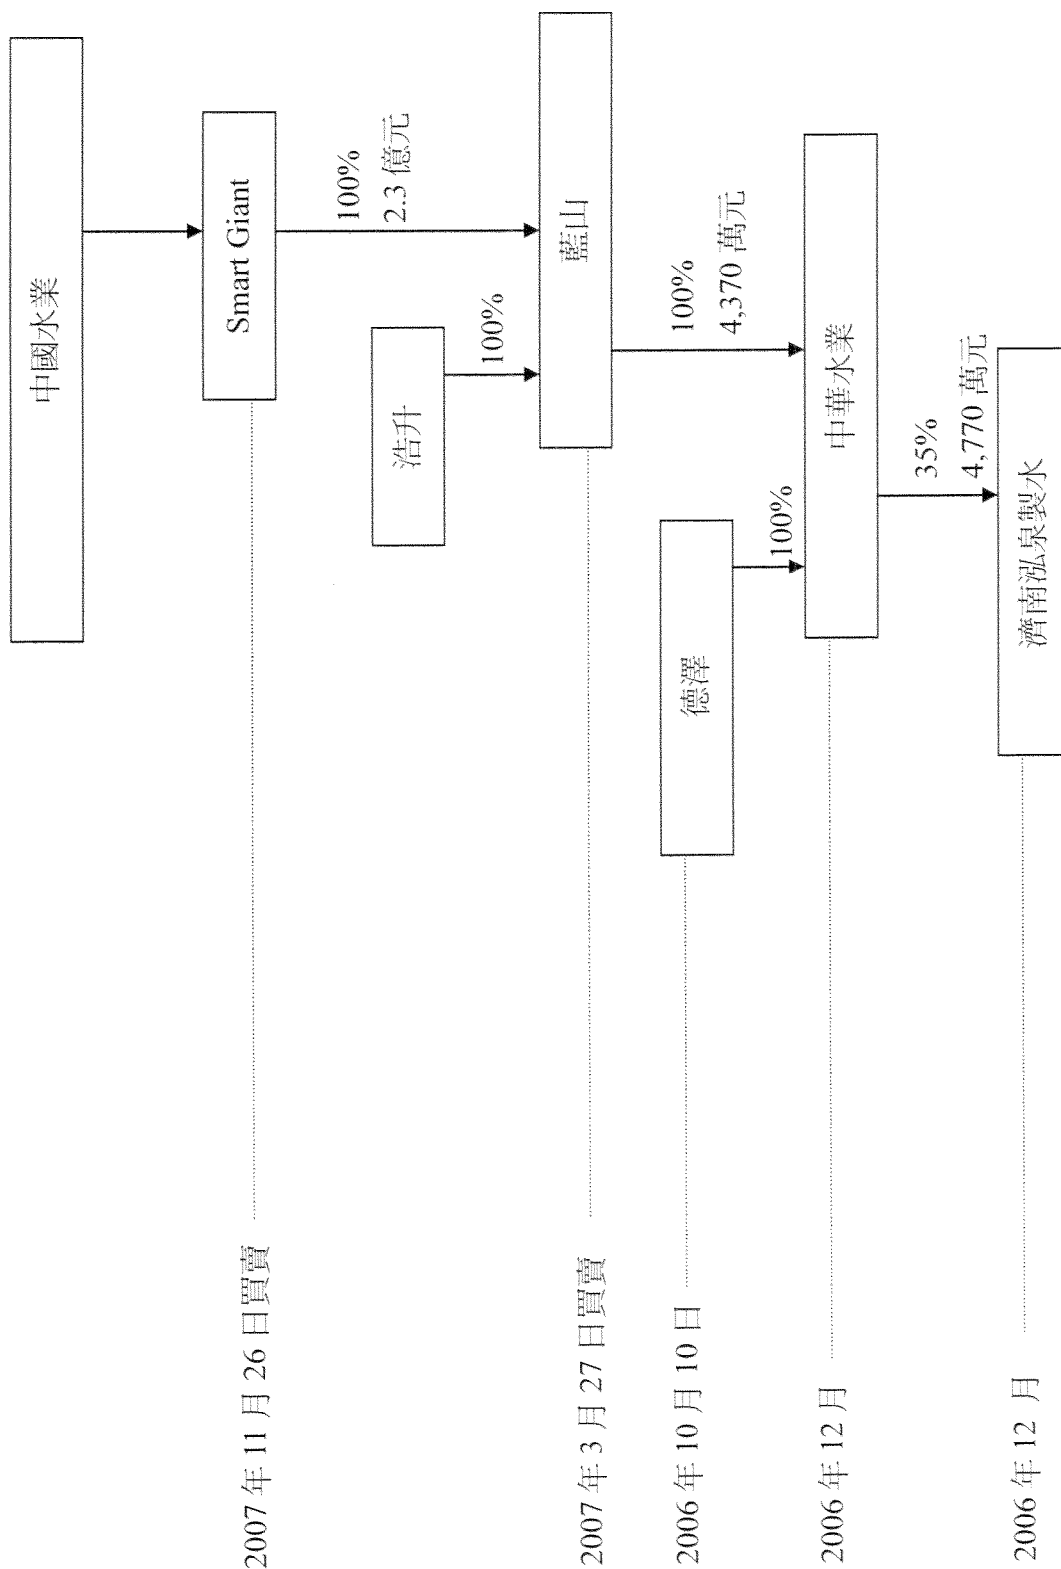 中國水業
2007 年 11 月 26 日買賣
Smart Giant
100%
2.3 億元
浩升
100%
2007 年 3 月 27 日買賣
藍山
2006 年 10 月 10 日
德澤
100%
4,370 萬元
100%
2006 年 12 月
中華水業
35%
4,770 萬元
2006 年 12 月
濟南泓泉製水